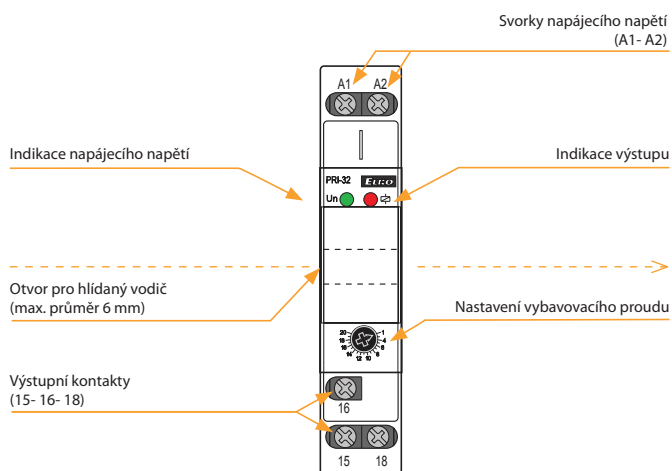 Svorky napájecího napětí
(A1- A2)
A1 A2
Indikace napájecího napětí
Indikace výstupu
PRI-32 ELKO
Un
Otvor pro hlídaný vodič
(max. průměr 6 mm)
Nastavení vybavovacího proudu
20 1
18 4
16 6
14 12 10 8
Výstupní kontakty
(15- 16- 18)
16
15 18